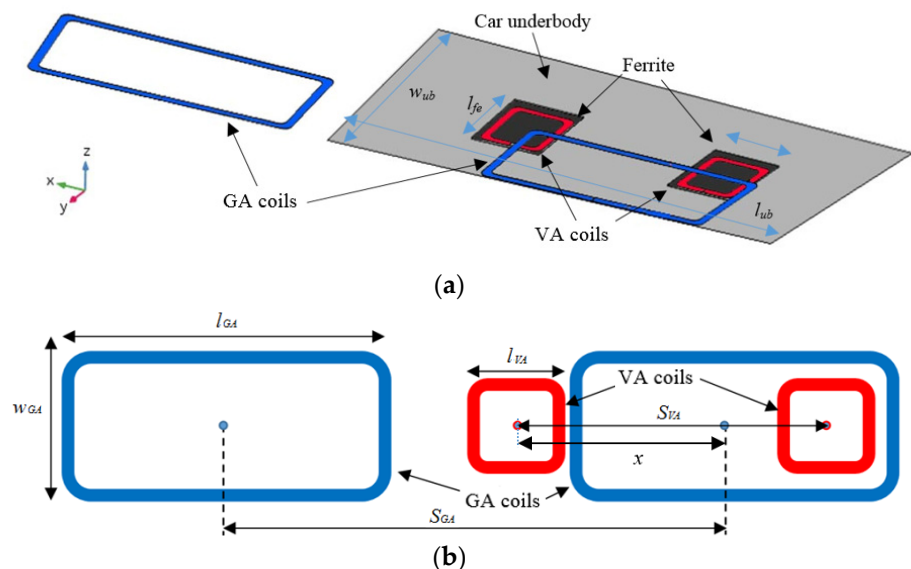 Car underbody
Ferrite
w_ub
l_fe
z
x
y
GA coils
VA coils
l_ub
(a)
l_GA
l_VA
VA coils
w_GA
S_VA
x
GA coils
S_GA
(b)